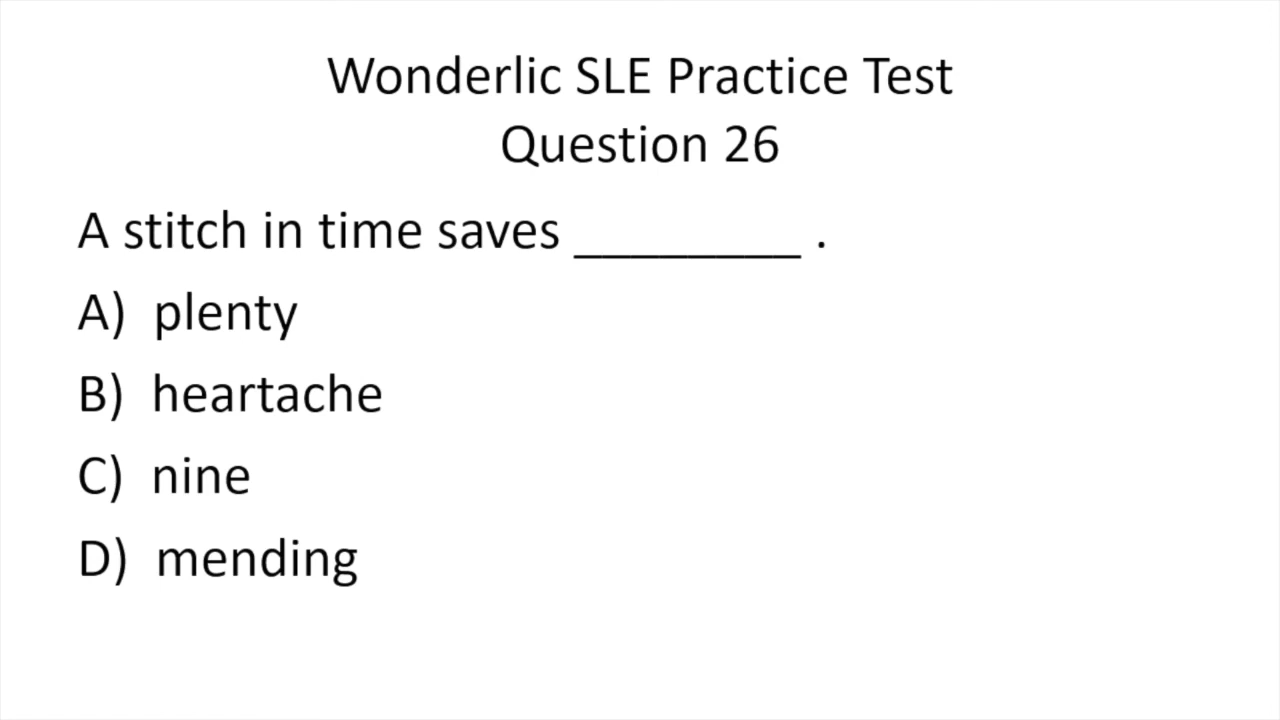 Wonderlic SLE Practice Test
Question 26
A stitch in time saves ________ .
A) plenty
B) heartache
C) nine
D) mending